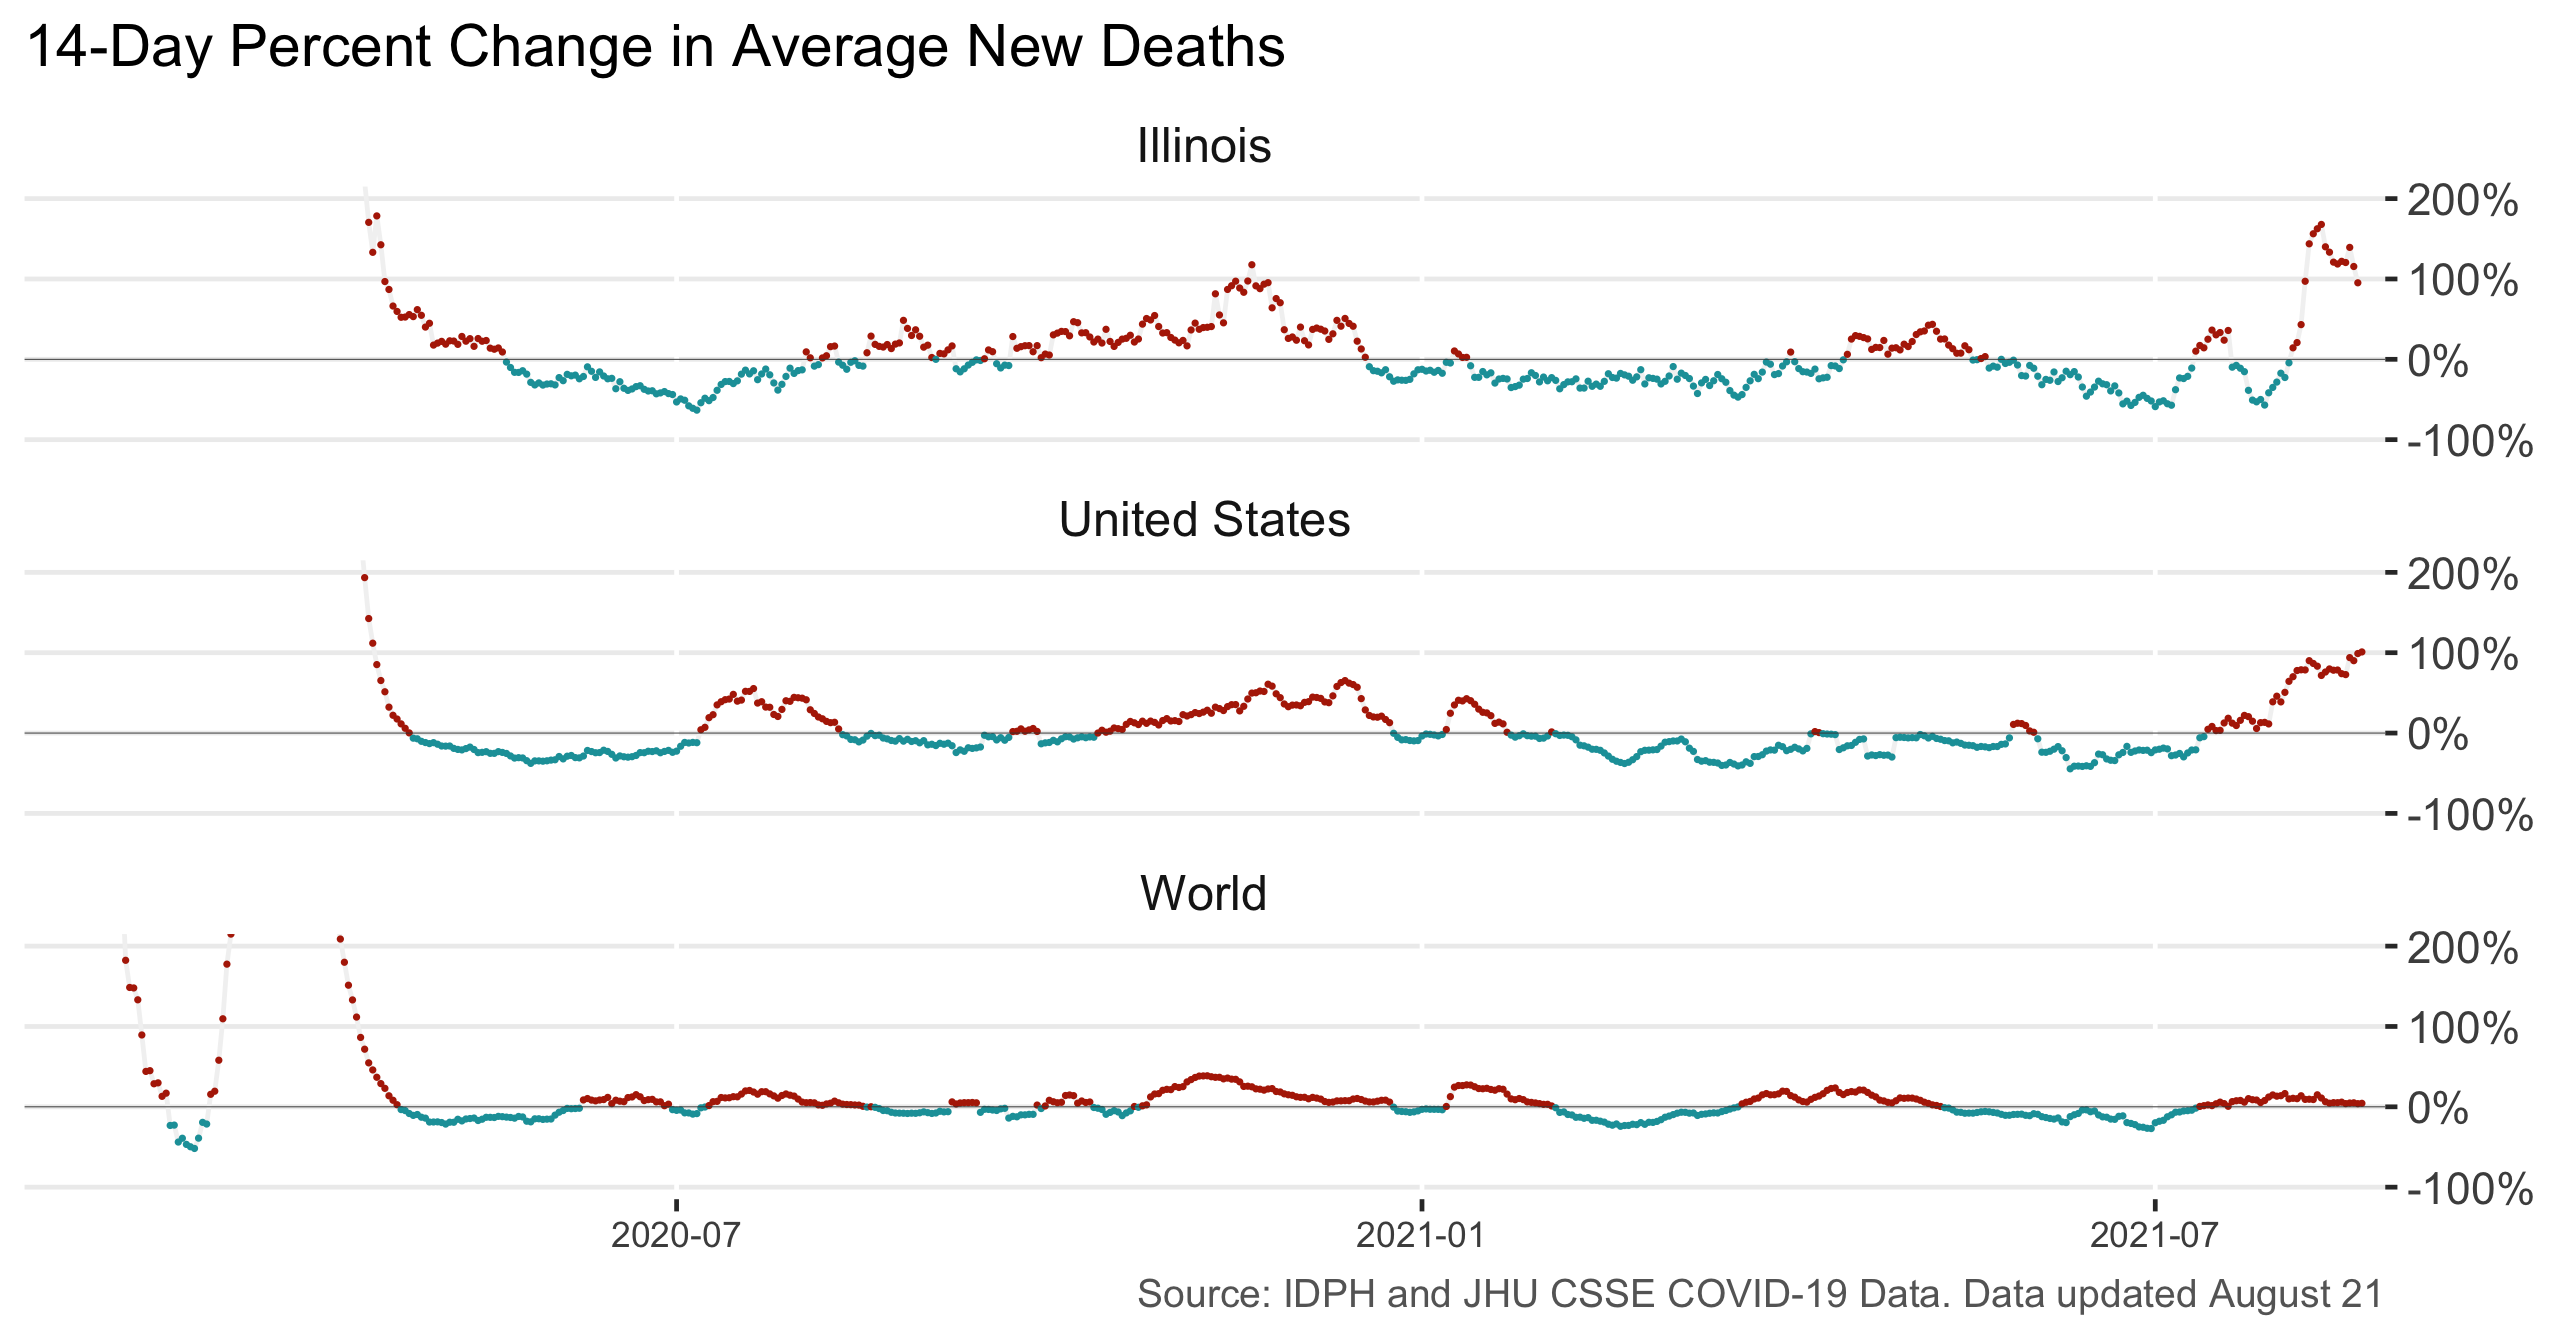 14-Day Percent Change in Average New Deaths
Illinois
200%
100%
0%
-100%
United States
200%
100%
0%
-100%
World
200%
100%
0%
-100%
2020-07 2021-01 2021-07
Source: IDPH and JHU CSSE COVID-19 Data. Data updated August 21